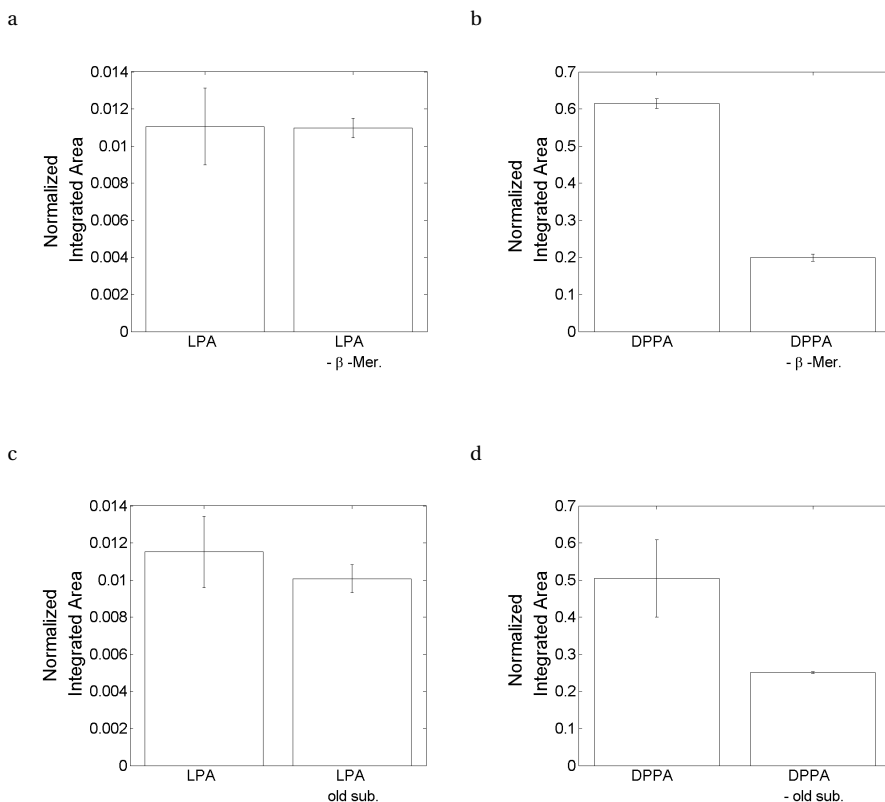 a
0.014
0.012
0.01
0.008
0.006
0.004
0.002
0
Normalized
Integrated Area
LPA
LPA
- β -Mer.
b
0.7
0.6
0.5
0.4
0.3
0.2
0.1
0
Normalized
Integrated Area
DPPA
DPPA
- β -Mer.
c
0.014
0.012
0.01
0.008
0.006
0.004
0.002
0
Normalized
Integrated Area
LPA
LPA
old sub.
d
0.7
0.6
0.5
0.4
0.3
0.2
0.1
0
Normalized
Integrated Area
DPPA
DPPA
- old sub.